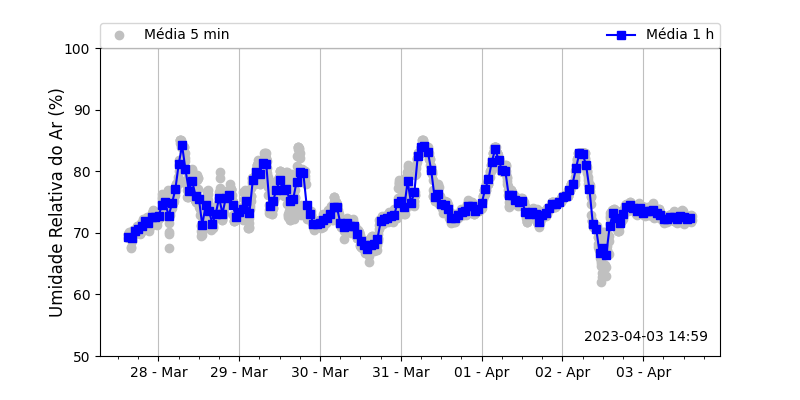 Média 5 min Média 1 h
100
90
80
70
60
50
Umidade Relativa do Ar (%)
2023-04-03 14:59
28 - Mar 29 - Mar 30 - Mar 31 - Mar 01 - Apr 02 - Apr 03 - Apr